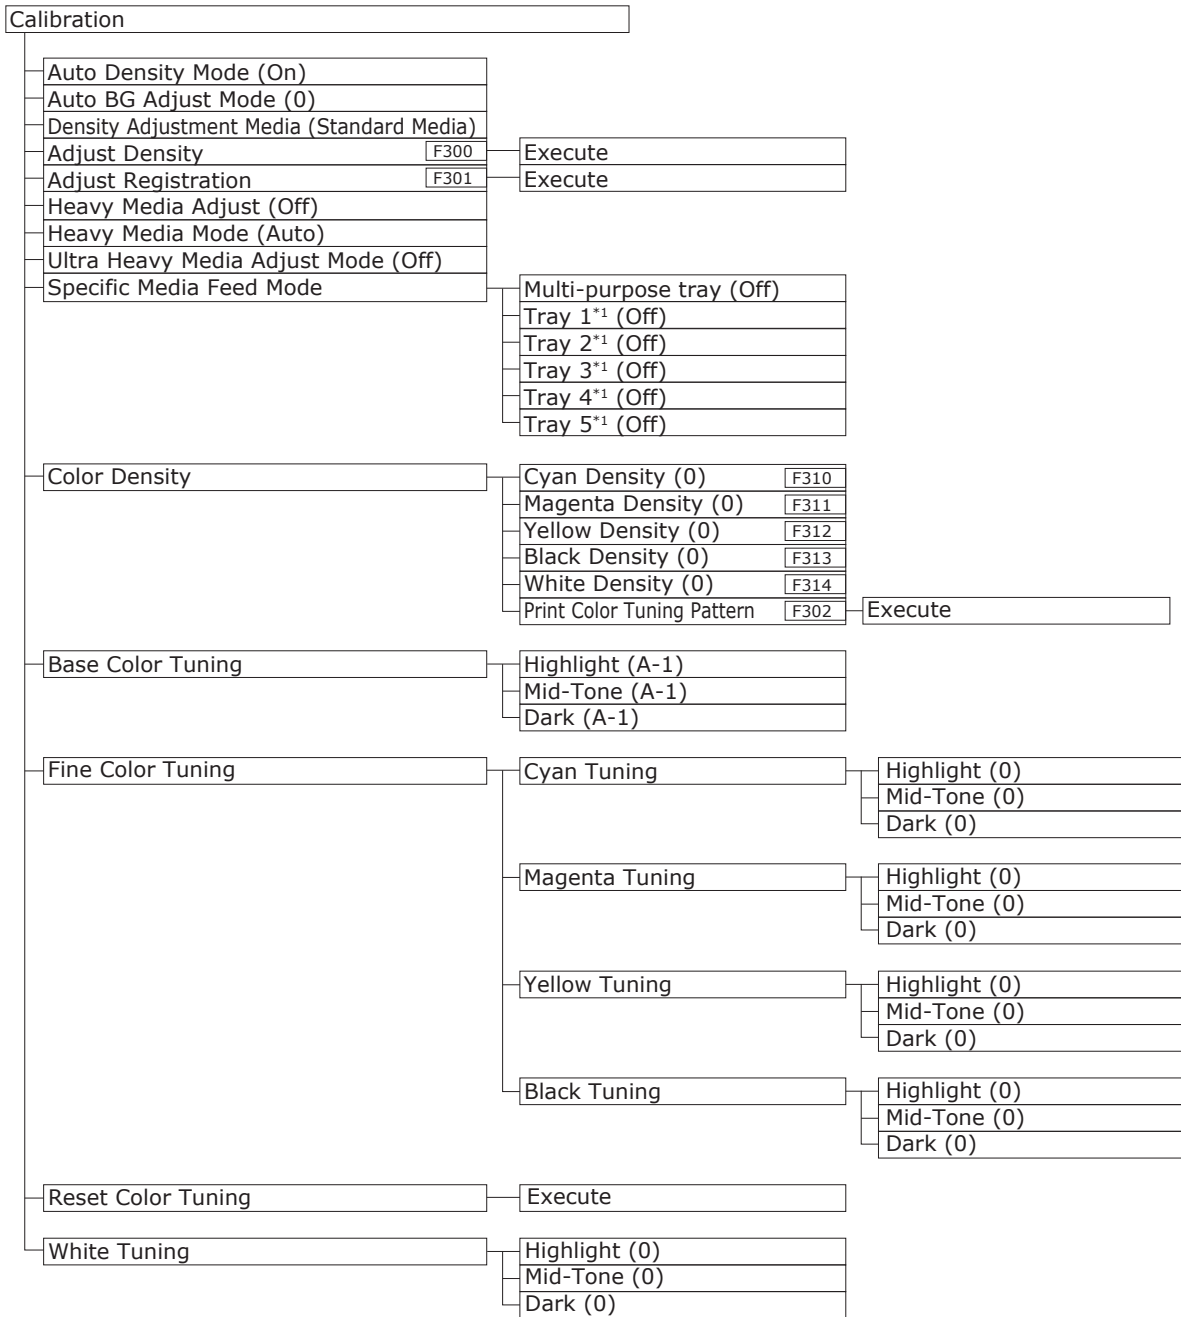 Calibration
Auto Density Mode (On)
Auto BG Adjust Mode (0)
Density Adjustment Media (Standard Media)
Adjust Density F300 Execute
Adjust Registration F301 Execute
Heavy Media Adjust (Off)
Heavy Media Mode (Auto)
Ultra Heavy Media Adjust Mode (Off)
Specific Media Feed Mode Multi-purpose tray (Off)
Tray 1*1 (Off)
Tray 2*1 (Off)
Tray 3*1 (Off)
Tray 4*1 (Off)
Tray 5*1 (Off)
Color Density Cyan Density (0) F310
Magenta Density (0) F311
Yellow Density (0) F312
Black Density (0) F313
White Density (0) F314
Print Color Tuning Pattern F302 Execute
Base Color Tuning Highlight (A-1)
Mid-Tone (A-1)
Dark (A-1)
Fine Color Tuning Cyan Tuning Highlight (0)
Mid-Tone (0)
Dark (0)
Magenta Tuning Highlight (0)
Mid-Tone (0)
Dark (0)
Yellow Tuning Highlight (0)
Mid-Tone (0)
Dark (0)
Black Tuning Highlight (0)
Mid-Tone (0)
Dark (0)
Reset Color Tuning Execute
White Tuning Highlight (0)
Mid-Tone (0)
Dark (0)